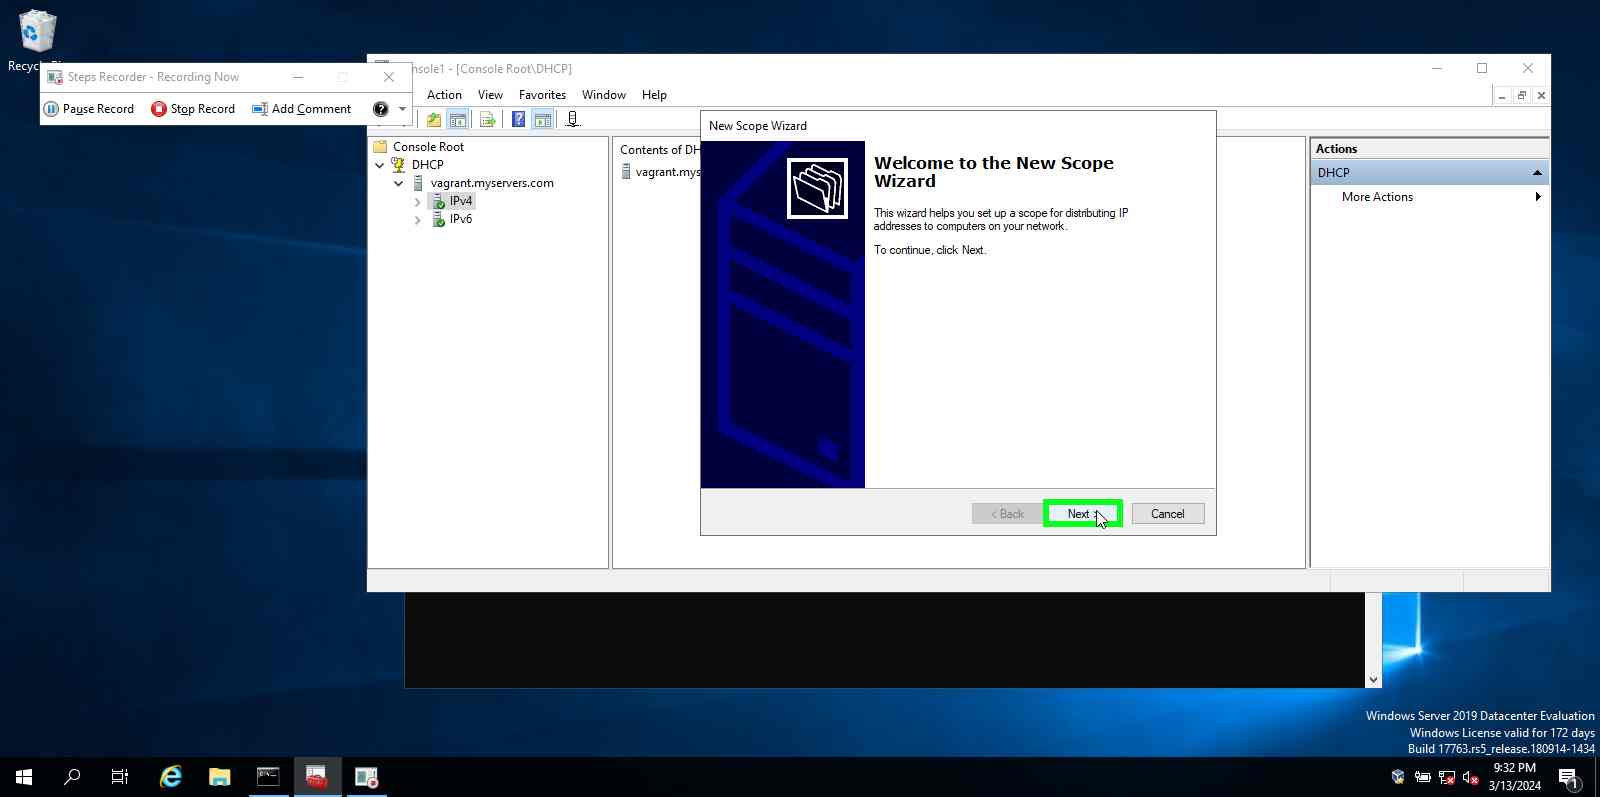 Steps Recorder - Recording Now
Pause Record
Stop Record
Add Comment
[Console Root\DHCP]
Action
View
Favorites
Window
Help
Console Root
DHCP
vagrant.myservers.com
IPv4
IPv6
Contents of DH
vagrant.mys
New Scope Wizard
Welcome to the New Scope
Wizard
This wizard helps you set up a scope for distributing IP
addresses to computers on your network.
To continue, click Next.
< Back
Next
Cancel
Actions
DHCP
More Actions
Windows Server 2019 Datacenter Evaluation
Windows License valid for 172 days
Build 17763.rs5_release.180914-1434
9:32 PM
3/13/2024
1